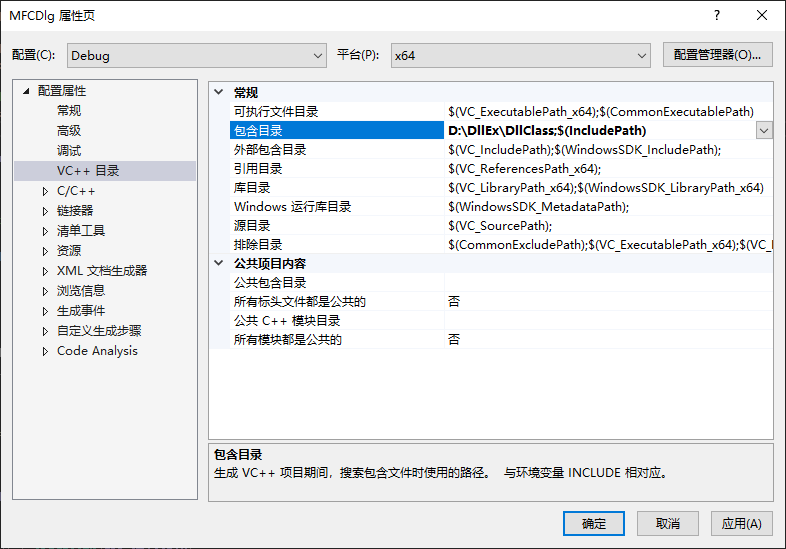 MFCDlg 属性页
配置(C): Debug 平台(P): x64 配置管理器(O)...
配置属性
常规
高级
调试
VC++ 目录
C/C++
链接器
清单工具
资源
XML 文档生成器
浏览信息
生成事件
自定义生成步骤
Code Analysis
常规
可执行文件目录 $(VC_ExecutablePath_x64);$(CommonExecutablePath)
包含目录 D:\DllEx\DllClass;$(IncludePath)
外部包含目录 $(VC_IncludePath);$(WindowsSDK_IncludePath);
引用目录 $(VC_ReferencesPath_x64);
库目录 $(VC_LibraryPath_x64);$(WindowsSDK_LibraryPath_x64)
Windows 运行库目录 $(WindowsSDK_MetadataPath);
源目录 $(VC_SourcePath);
排除目录 $(CommonExcludePath);$(VC_ExecutablePath_x64);$(VC_
公共项目内容
公共包含目录
所有标头文件都是公共的 否
公共 C++ 模块目录
所有模块都是公共的 否
包含目录
生成 VC++ 项目期间，搜索包含文件时使用的路径。 与环境变量 INCLUDE 相对应。
确定 取消 应用(A)